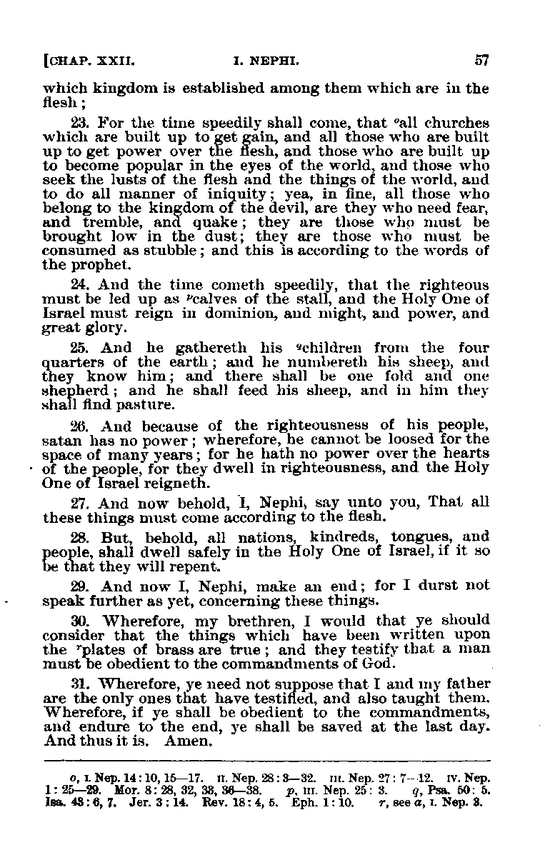 [CHAP. XXII.
I. NEPHI.
57
which kingdom is established among them which are in the
flesh;
23. For the time speedily shall come, that ᵒall churches
which are built up to get gain, and all those who are built
up to get power over the flesh, and those who are built up
to become popular in the eyes of the world, and those who
seek the lusts of the flesh and the things of the world, and
to do all manner of iniquity; yea, in fine, all those who
belong to the kingdom of the devil, are they who need fear,
and tremble, and quake; they are those who must be
brought low in the dust; they are those who must be
consumed as stubble; and this is according to the words of
the prophet.
24. And the time cometh speedily, that the righteous
must be led up as ᵖcalves of the stall, and the Holy One of
Israel must reign in dominion, and might, and power, and
great glory.
25. And he gathereth his qchildren from the four
quarters of the earth; and he numbereth his sheep, and
they know him; and there shall be one fold and one
shepherd; and he shall feed his sheep, and in him they
shall find pasture.
26. And because of the righteousness of his people,
satan has no power; wherefore, he cannot be loosed for the
space of many years; for he hath no power over the hearts
of the people, for they dwell in righteousness, and the Holy
One of Israel reigneth.
27. And now behold, I, Nephi, say unto you, That all
these things must come according to the flesh.
28. But, behold, all nations, kindreds, tongues, and
people, shall dwell safely in the Holy One of Israel, if it so
be that they will repent.
29. And now I, Nephi, make an end; for I durst not
speak further as yet, concerning these things.
30. Wherefore, my brethren, I would that ye should
consider that the things which have been written upon
the ʳplates of brass are true; and they testify that a man
must be obedient to the commandments of God.
31. Wherefore, ye need not suppose that I and my father
are the only ones that have testified, and also taught them.
Wherefore, if ye shall be obedient to the commandments,
and endure to the end, ye shall be saved at the last day.
And thus it is. Amen.
o, I. Nep. 14:10, 15—17. II. Nep. 28:3—32. III. Nep. 27:7—12. IV. Nep.
1:25—29. Mor. 8:28, 32, 33, 36—38. p, III. Nep. 25:3. q, Psa. 50:5.
Isa. 43:6, 7. Jer. 3:14. Rev. 18:4, 5. Eph. 1:10. r, see a, I. Nep. 3.